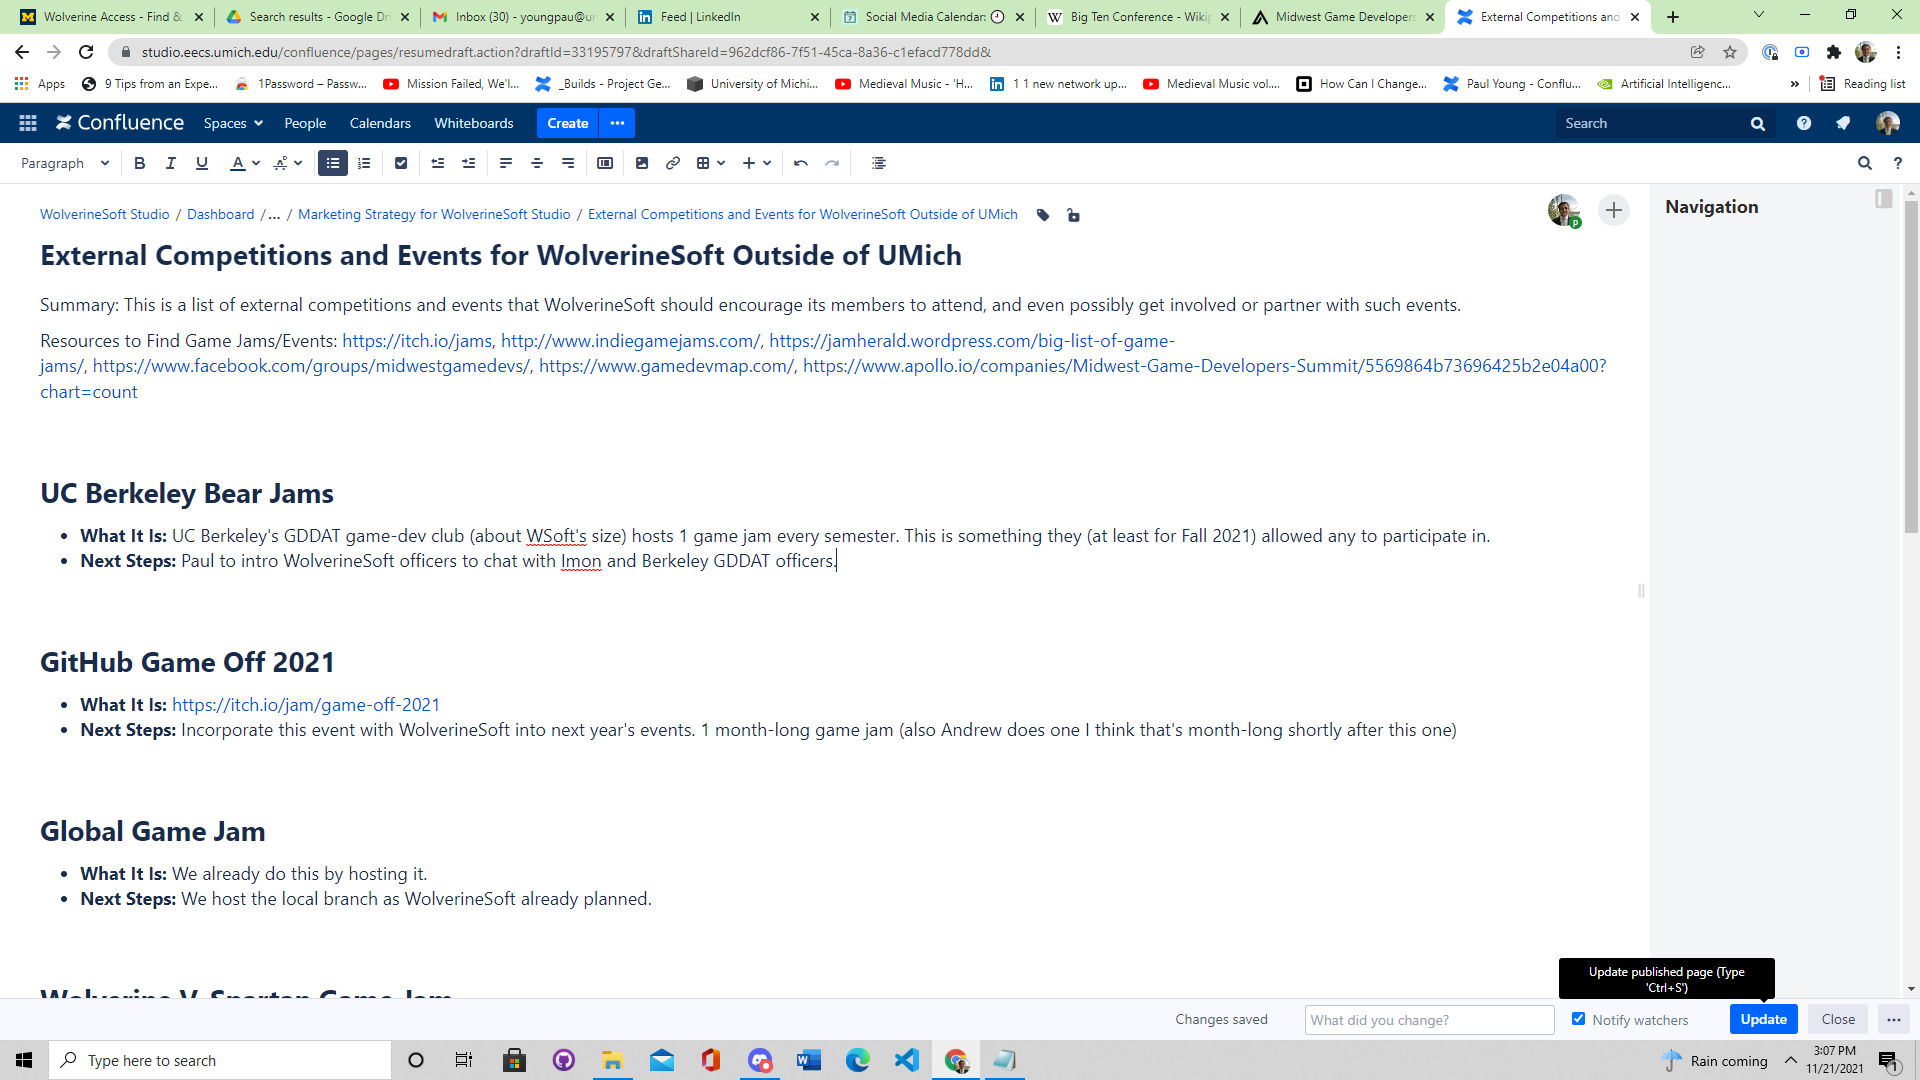 Wolverine Access - Find &
Search results - Google Dr
Inbox (30) - youngpau@u
Feed | LinkedIn
Social Media Calendar:
Big Ten Conference - Wikip
Midwest Game Developers
External Competitions and
studio.eecs.umich.edu/confluence/pages/resumedraft.action?draftId=33195797&draftShareId=962dcf86-7f51-45ca-8a36-c1efacd778dd&
Apps
9 Tips from an Expe...
1Password – Passw...
Mission Failed, We'l...
_Builds - Project Ge...
University of Michi...
Medieval Music - 'H...
1 1 new network up...
Medieval Music vol....
How Can I Change...
Paul Young - Conflu...
Artificial Intelligenc...
»
Reading list
Confluence
Spaces
People
Calendars
Whiteboards
Create
Search
Paragraph
WolverineSoft Studio / Dashboard /... / Marketing Strategy for WolverineSoft Studio / External Competitions and Events for WolverineSoft Outside of UMich
Navigation
External Competitions and Events for WolverineSoft Outside of UMich
Summary: This is a list of external competitions and events that WolverineSoft should encourage its members to attend, and even possibly get involved or partner with such events.
Resources to Find Game Jams/Events: https://itch.io/jams, http://www.indiegamejams.com/, https://jamherald.wordpress.com/big-list-of-game-
jams/, https://www.facebook.com/groups/midwestgamedevs/, https://www.gamedevmap.com/, https://www.apollo.io/companies/Midwest-Game-Developers-Summit/5569864b73696425b2e04a00?
chart=count
UC Berkeley Bear Jams
• What It Is: UC Berkeley's GDDAT game-dev club (about WSoft's size) hosts 1 game jam every semester. This is something they (at least for Fall 2021) allowed any to participate in.
• Next Steps: Paul to intro WolverineSoft officers to chat with Imon and Berkeley GDDAT officers.
GitHub Game Off 2021
• What It Is: https://itch.io/jam/game-off-2021
• Next Steps: Incorporate this event with WolverineSoft into next year's events. 1 month-long game jam (also Andrew does one I think that's month-long shortly after this one)
Global Game Jam
• What It Is: We already do this by hosting it.
• Next Steps: We host the local branch as WolverineSoft already planned.
Wolverine V. Spartan Game Jam
Update published page (Type
'Ctrl+S')
Changes saved
What did you change?
Notify watchers
Update
Close
Type here to search
Rain coming
3:07 PM
11/21/2021
1